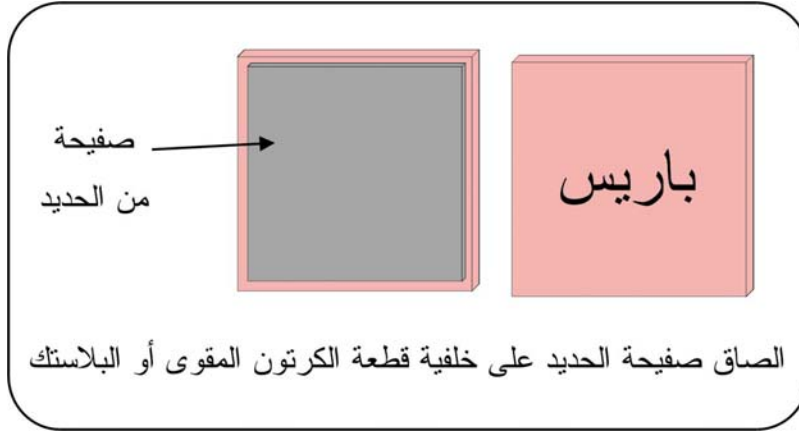 باريس
صفيحة
من الحديد
الصاق صفيحة الحديد على خلفية قطعة الكرتون المقوى أو البلاستك